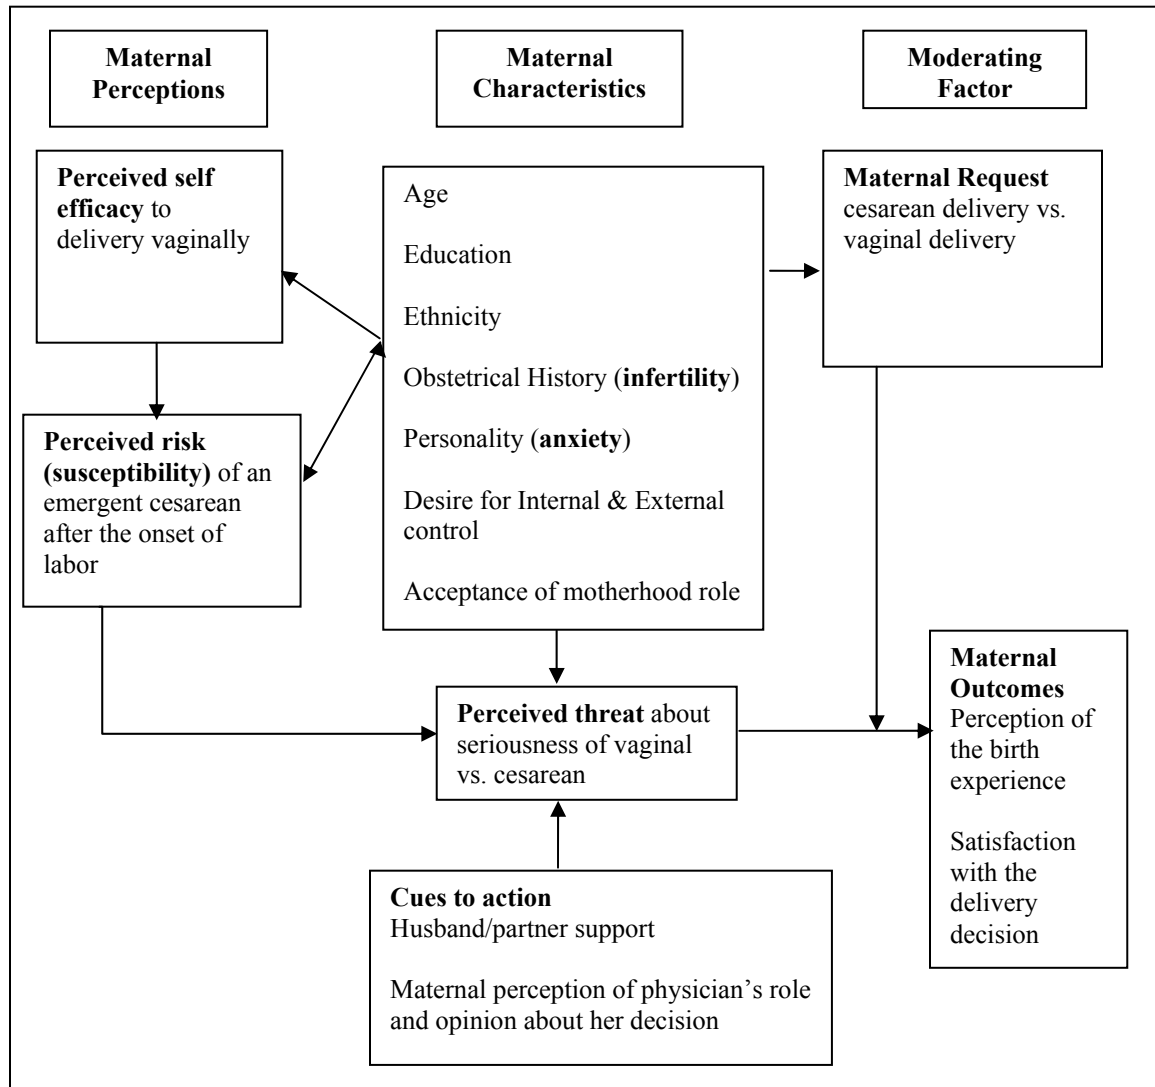 Maternal
Perceptions
Maternal
Characteristics
Moderating
Factor
Perceived self
efficacy to
delivery vaginally
Age
Education
Ethnicity
Obstetrical History (infertility)
Personality (anxiety)
Desire for Internal & External
control
Acceptance of motherhood role
Maternal Request
cesarean delivery vs.
vaginal delivery
Perceived risk
(susceptibility) of an
emergent cesarean
after the onset of
labor
Perceived threat about
seriousness of vaginal
vs. cesarean
Maternal
Outcomes
Perception of
the birth
experience
Satisfaction
with the
delivery
decision
Cues to action
Husband/partner support
Maternal perception of physician’s role
and opinion about her decision